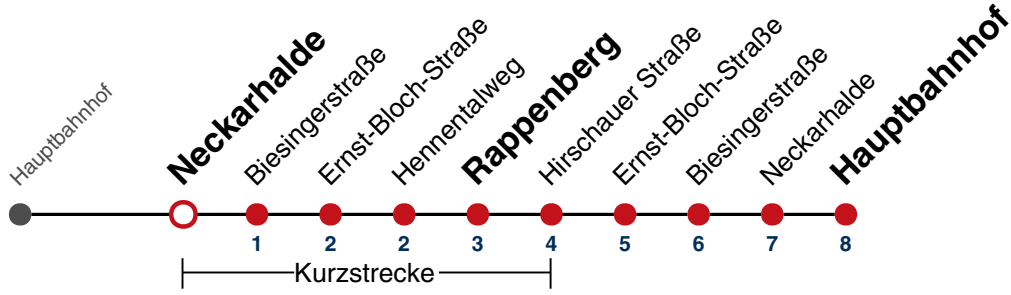 Hauptbahnhof
Neckarhalde
Biesingerstraße
Ernst-Bloch-Straße
Hennentalweg
Rappenberg
Hirschauer Straße
Ernst-Bloch-Straße
Biesingerstraße
Neckarhalde
Hauptbahnhof
1 2 2 3 4 5 6 7 8
Kurzstrecke